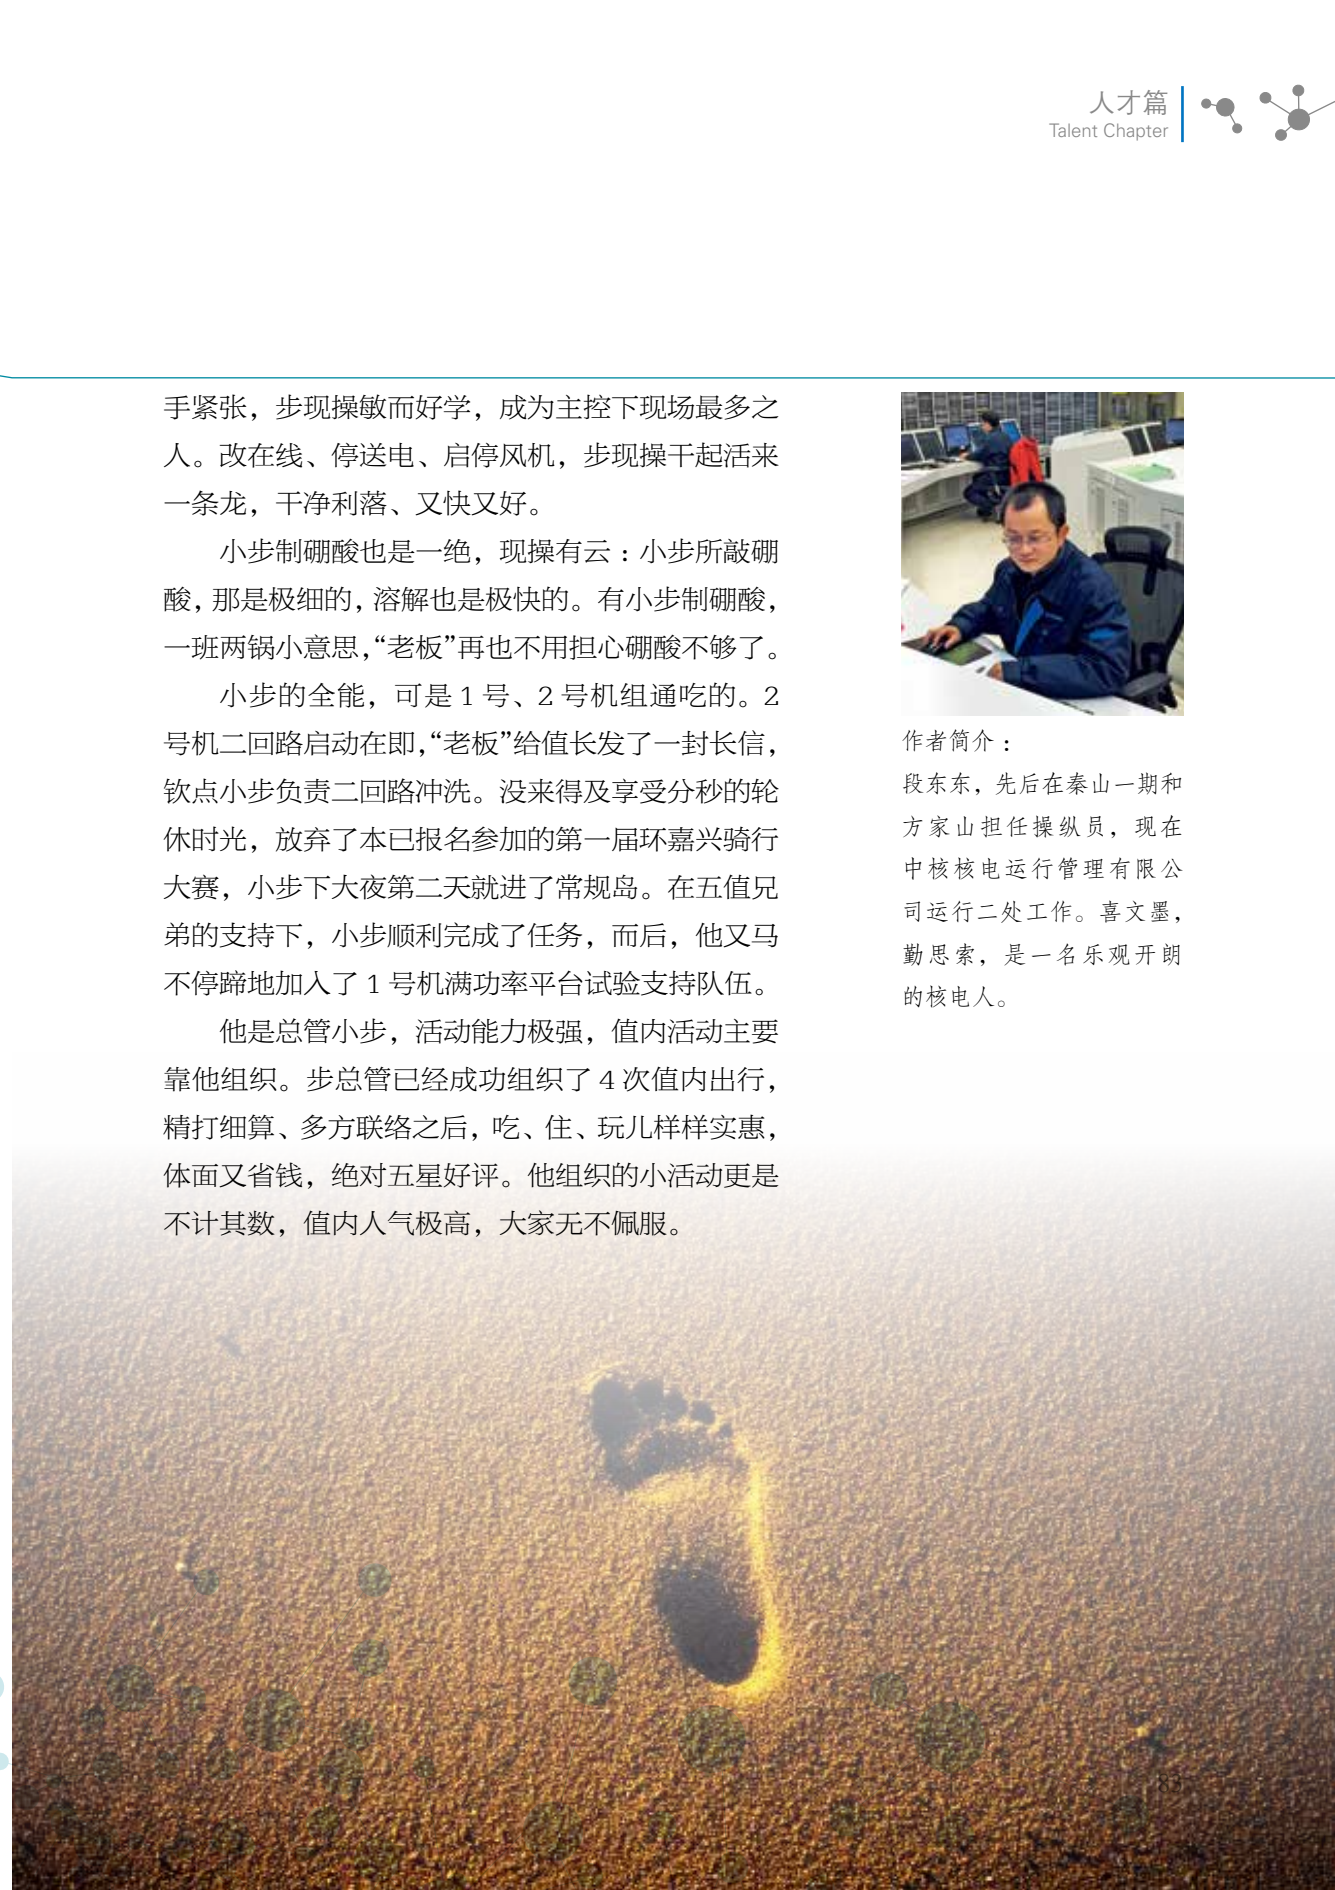 人才篇
Talent Chapter
手紧张，步现操敏而好学，成为主控下现场最多之
人。改在线、停送电、启停风机，步现操干起活来
一条龙，干净利落、又快又好。
小步制硼酸也是一绝，现操有云：小步所敲硼
酸，那是极细的，溶解也是极快的。有小步制硼酸，
一班两锅小意思，“老板”再也不用担心硼酸不够了。
小步的全能，可是 1 号、2 号机组通吃的。2
号机二回路启动在即，“老板”给值长发了一封长信，
钦点小步负责二回路冲洗。没来得及享受分秒的轮
休时光，放弃了本已报名参加的第一届环嘉兴骑行
大赛，小步下大夜第二天就进了常规岛。在五值兄
弟的支持下，小步顺利完成了任务，而后，他又马
不停蹄地加入了 1 号机满功率平台试验支持队伍。
他是总管小步，活动能力极强，值内活动主要
靠他组织。步总管已经成功组织了 4 次值内出行，
精打细算、多方联络之后，吃、住、玩儿样样实惠，
体面又省钱，绝对五星好评。他组织的小活动更是
不计其数，值内人气极高，大家无不佩服。
作者简介：
段东东，先后在秦山一期和
方家山担任操纵员，现在
中核核电运行管理有限公
司运行二处工作。喜文墨，
勤思索，是一名乐观开朗
的核电人。